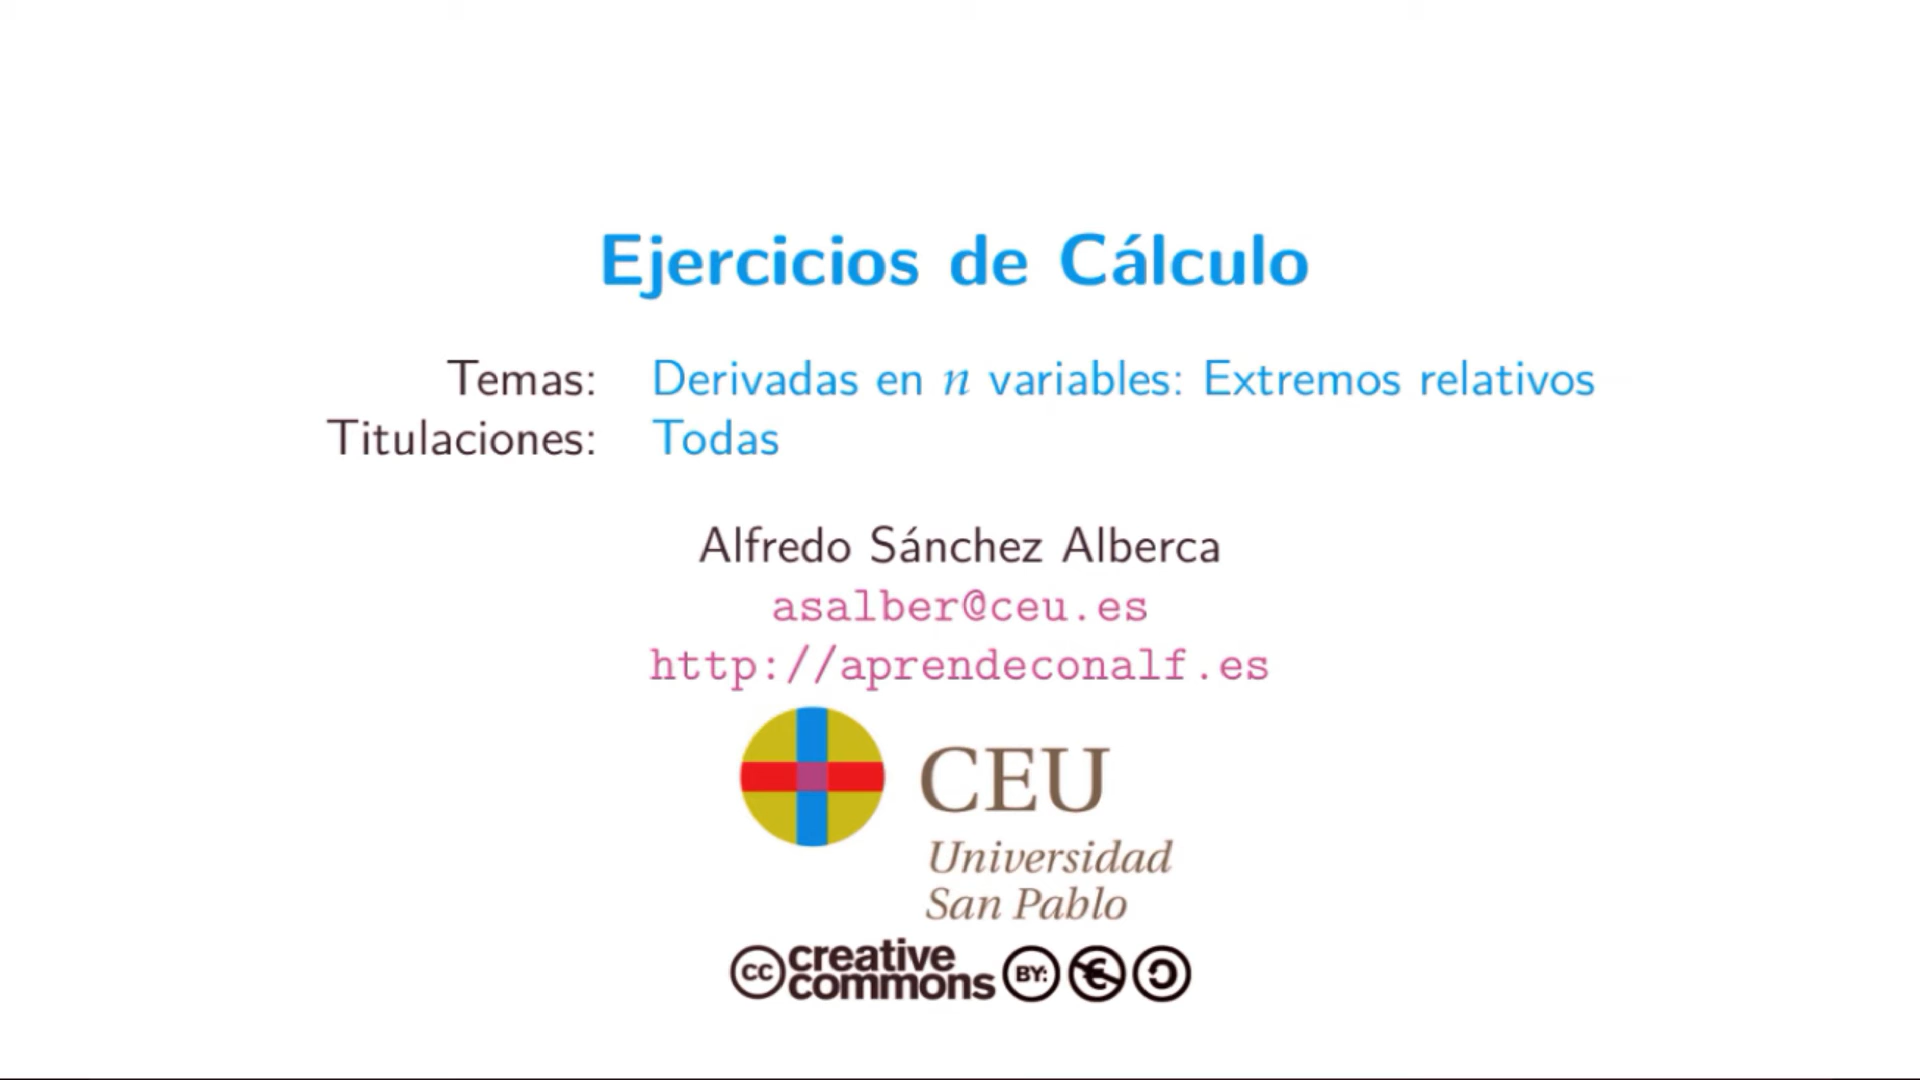 Ejercicios de Cálculo
Temas: Derivadas en n variables: Extremos relativos
Titulaciones: Todas
Alfredo Sánchez Alberca
asalber@ceu.es
http://aprendeconalf.es
CEU
Universidad
San Pablo
cc creative commons BY: